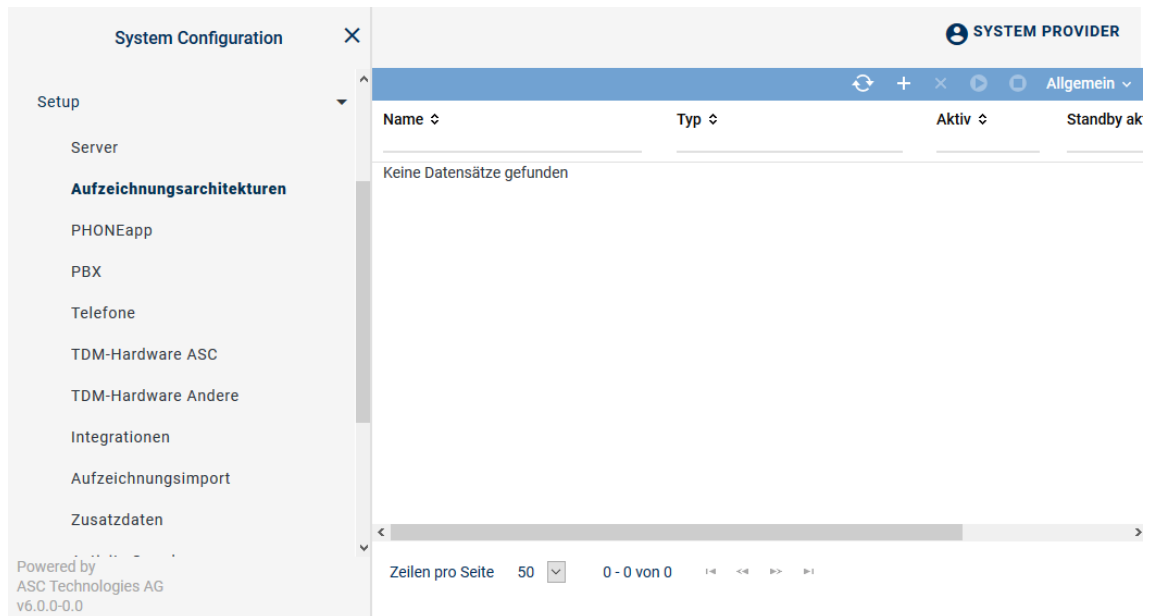 System Configuration
SYSTEM PROVIDER
Setup
Server
Aufzeichnungsarchitekturen
PHONEapp
PBX
Telefone
TDM-Hardware ASC
TDM-Hardware Andere
Integrationen
Aufzeichnungsimport
Zusatzdaten
Powered by
ASC Technologies AG
v6.0.0-0.0
Allgemein
Name Typ Aktiv Standby ak
Keine Datensätze gefunden
Zeilen pro Seite 50 0 - 0 von 0